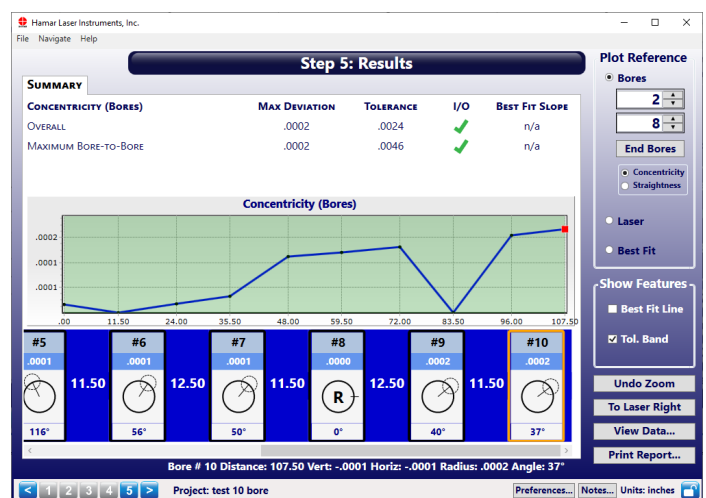 Hamar Laser Instruments, Inc.
File Navigate Help
Step 5: Results
SUMMARY
CONCENTRICITY (BORES) MAX DEVIATION TOLERANCE I/O BEST FIT SLOPE
OVERALL .0002 .0024 n/a
MAXIMUM BORE-TO-BORE .0002 .0046 n/a
Concentricity (Bores)
.0002
.0001
.0001
.00 11.50 24.00 35.50 48.00 59.50 72.00 83.50 96.00 107.50
#5 #6 #7 #8 #9 #10
.0001 .0001 .0001 .0000 .0002 .0002
11.50 12.50 11.50 R 12.50 11.50
116° 56° 50° 0° 40° 37°
Bore # 10 Distance: 107.50 Vert: -.0001 Horiz: -.0001 Radius: .0002 Angle: 37°
< 1 2 3 4 5 > Project: test 10 bore Preferences... Notes... Units: inches
Plot Reference
Bores
2
8
End Bores
Concentricity
Straightness
Laser
Best Fit
Show Features
Best Fit Line
Tol. Band
Undo Zoom
To Laser Right
View Data...
Print Report...